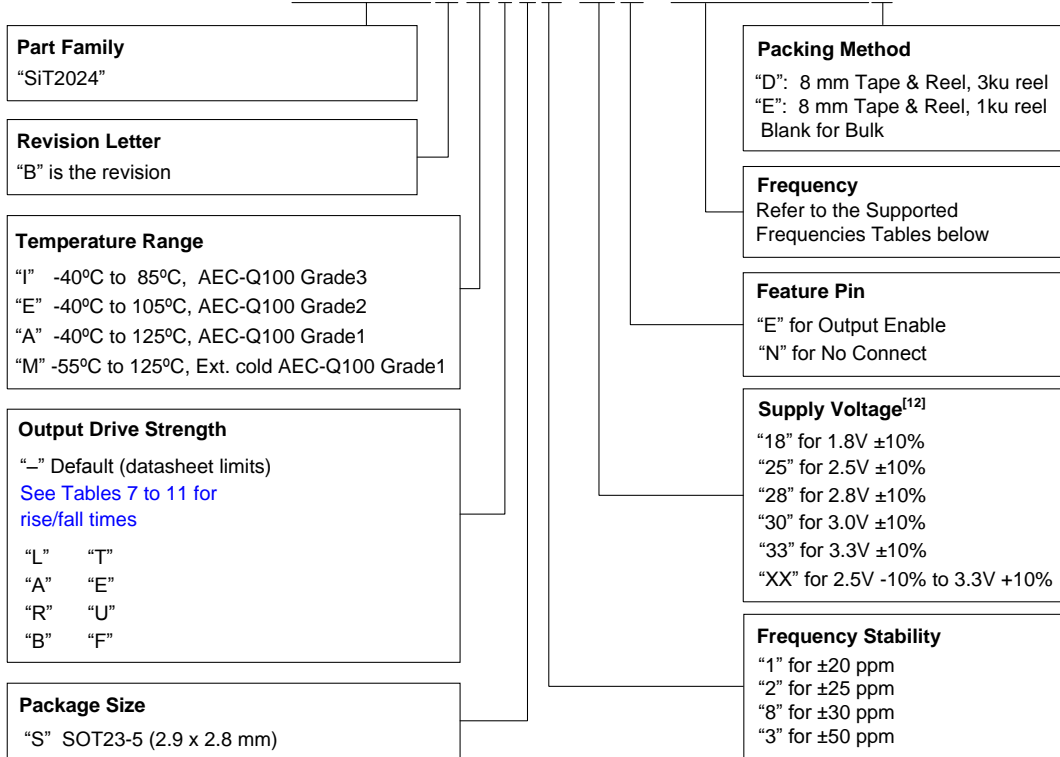 Part Family
“SiT2024”
Revision Letter
“B” is the revision
Temperature Range
“I” -40ºC to 85ºC, AEC-Q100 Grade3
“E” -40ºC to 105ºC, AEC-Q100 Grade2
“A” -40ºC to 125ºC, AEC-Q100 Grade1
“M” -55ºC to 125ºC, Ext. cold AEC-Q100 Grade1
Output Drive Strength
“–” Default (datasheet limits)
See Tables 7 to 11 for
rise/fall times
“L” “T”
“A” “E”
“R” “U”
“B” “F”
Package Size
“S” SOT23-5 (2.9 x 2.8 mm)
Packing Method
“D”: 8 mm Tape & Reel, 3ku reel
“E”: 8 mm Tape & Reel, 1ku reel
Blank for Bulk
Frequency
Refer to the Supported
Frequencies Tables below
Feature Pin
“E” for Output Enable
“N” for No Connect
Supply Voltage[12]
“18” for 1.8V ±10%
“25” for 2.5V ±10%
“28” for 2.8V ±10%
“30” for 3.0V ±10%
“33” for 3.3V ±10%
“XX” for 2.5V -10% to 3.3V +10%
Frequency Stability
“1” for ±20 ppm
“2” for ±25 ppm
“8” for ±30 ppm
“3” for ±50 ppm